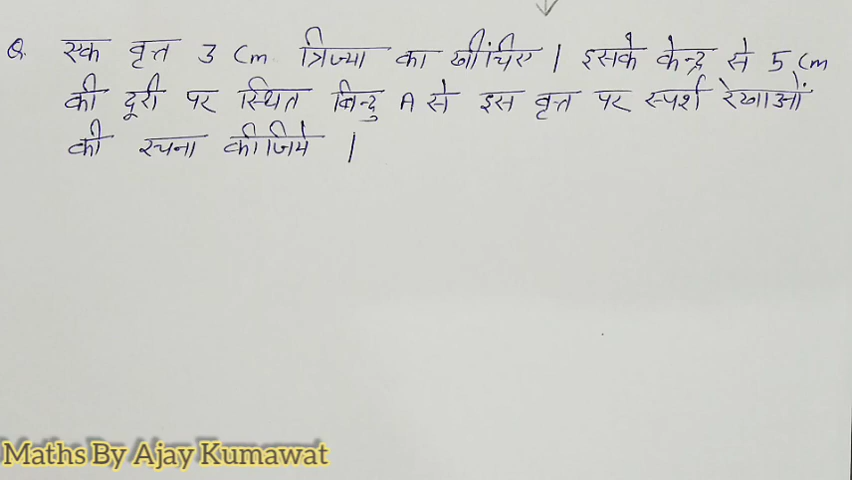 Q. एक वृत्त 3 Cm त्रिज्या का खींचिए | इसके केन्द्र से 5 Cm
की दूरी पर स्थित बिन्दु A से इस वृत्त पर स्पर्श रेखाओं
की रचना कीजिये |
Maths By Ajay Kumawat